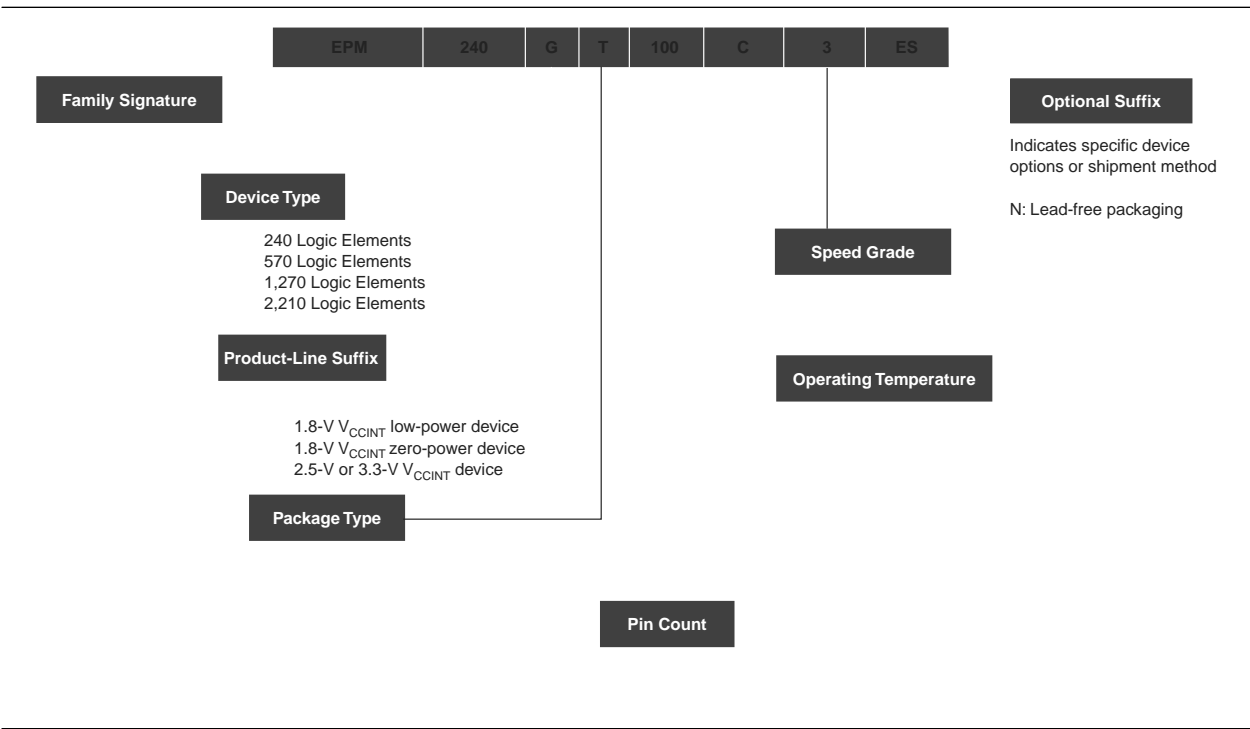 EPM 240 G T 100 C 3 ES
Family Signature
Optional Suffix
Indicates specific device
options or shipment method
N: Lead-free packaging
Device Type
240 Logic Elements
570 Logic Elements
1,270 Logic Elements
2,210 Logic Elements
Speed Grade
Product-Line Suffix
Operating Temperature
1.8-V VCCINT low-power device
1.8-V VCCINT zero-power device
2.5-V or 3.3-V VCCINT device
Package Type
Pin Count